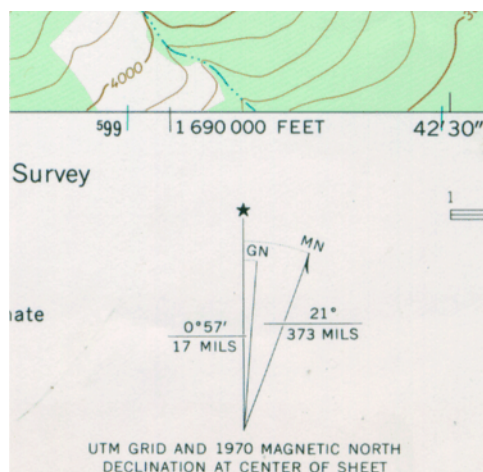 4000
⁵99
1 690 000 FEET
42'30"
Survey
1
MN
GN
0°57'
21°
17 MILS
373 MILS
UTM GRID AND 1970 MAGNETIC NORTH
DECLINATION AT CENTER OF SHEET